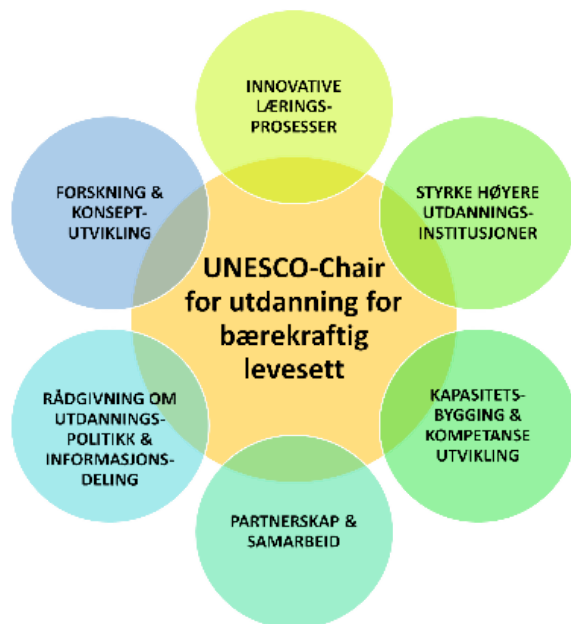 INNOVATIVE
LÆRINGS-
PROSESSER
STYRKE HØYERE
UTDANNINGS-
INSTITUSJONER
KAPASITETS-
BYGGING &
KOMPETANSE
UTVIKLING
PARTNERSKAP &
SAMARBEID
RÅDGIVNING OM
UTDANNINGS-
POLITIKK &
INFORMASJONS-
DELING
FORSKNING &
KONSEPT-
UTVIKLING
UNESCO-Chair
for utdanning for
bærekraftig
levesett